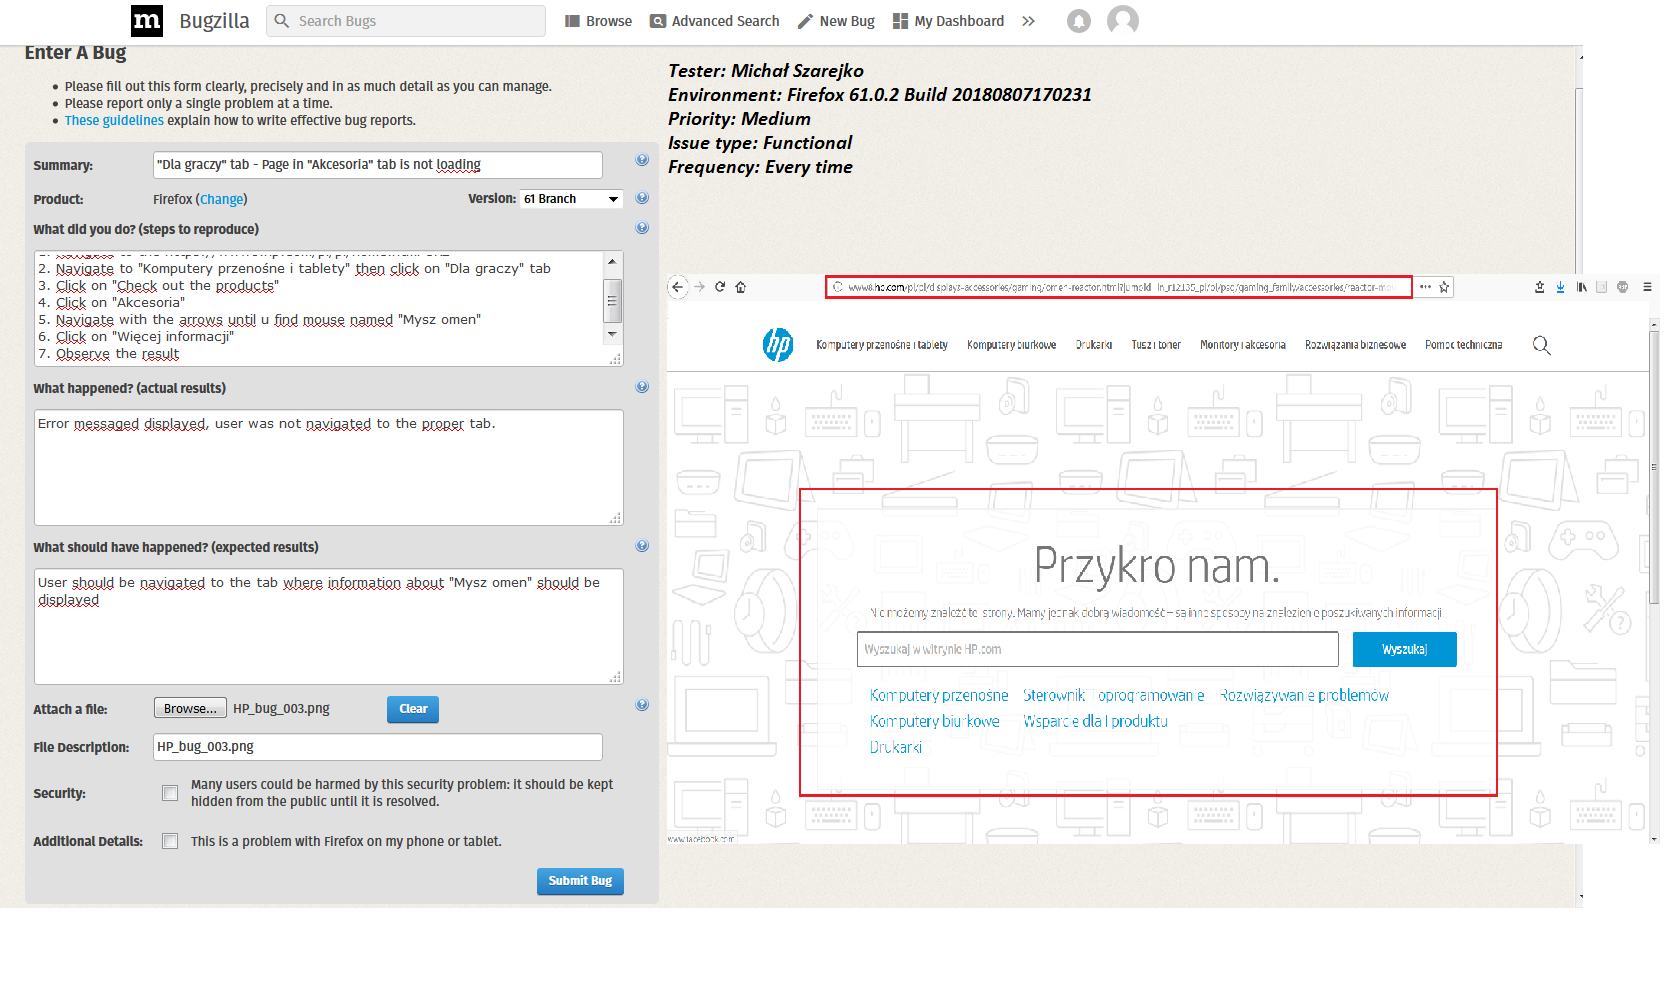 m Bugzilla Search Bugs Browse Advanced Search New Bug My Dashboard
Enter A Bug
Please fill out this form clearly, precisely and in as much detail as you can manage.
Please report only a single problem at a time.
These guidelines explain how to write effective bug reports.
Summary: "Dla graczy" tab - Page in "Akcesoria" tab is not loading
Product: Firefox (Change) Version: 61 Branch
What did you do? (steps to reproduce)
2. Navigate to "Komputery przenośne i tablety" then click on "Dla graczy" tab
3. Click on "Check out the products"
4. Click on "Akcesoria"
5. Navigate with the arrows until u find mouse named "Mysz omen"
6. Click on "Więcej informacji"
7. Observe the result
What happened? (actual results)
Error messaged displayed, user was not navigated to the proper tab.
What should have happened? (expected results)
User should be navigated to the tab where information about "Mysz omen" should be
displayed
Attach a file: Browse... HP_bug_003.png Clear
File Description: HP_bug_003.png
Security: Many users could be harmed by this security problem: it should be kept
hidden from the public until it is resolved.
Additional Details: This is a problem with Firefox on my phone or tablet.
Submit Bug
Tester: Michał Szarejko
Environment: Firefox 61.0.2 Build 20180807170231
Priority: Medium
Issue type: Functional
Frequency: Every time
hp Komputery przenośne i tablety Komputery biurkowe Drukarki Tusz i toner Monitory i akcesoria Rozwiązania biznesowe Pomoc techniczna
Przykro nam.
Nie możemy znaleźć tej strony. Mamy jednak dobrą wiadomość – są inne sposoby na znalezienie poszukiwanych informacji.
Wyszukaj w witrynie HP.com Wyszukaj
Komputery przenośne Sterowniki i oprogramowanie Rozwiązywanie problemów
Komputery biurkowe Wsparcie dla produktu
Drukarki
www.facebook.com